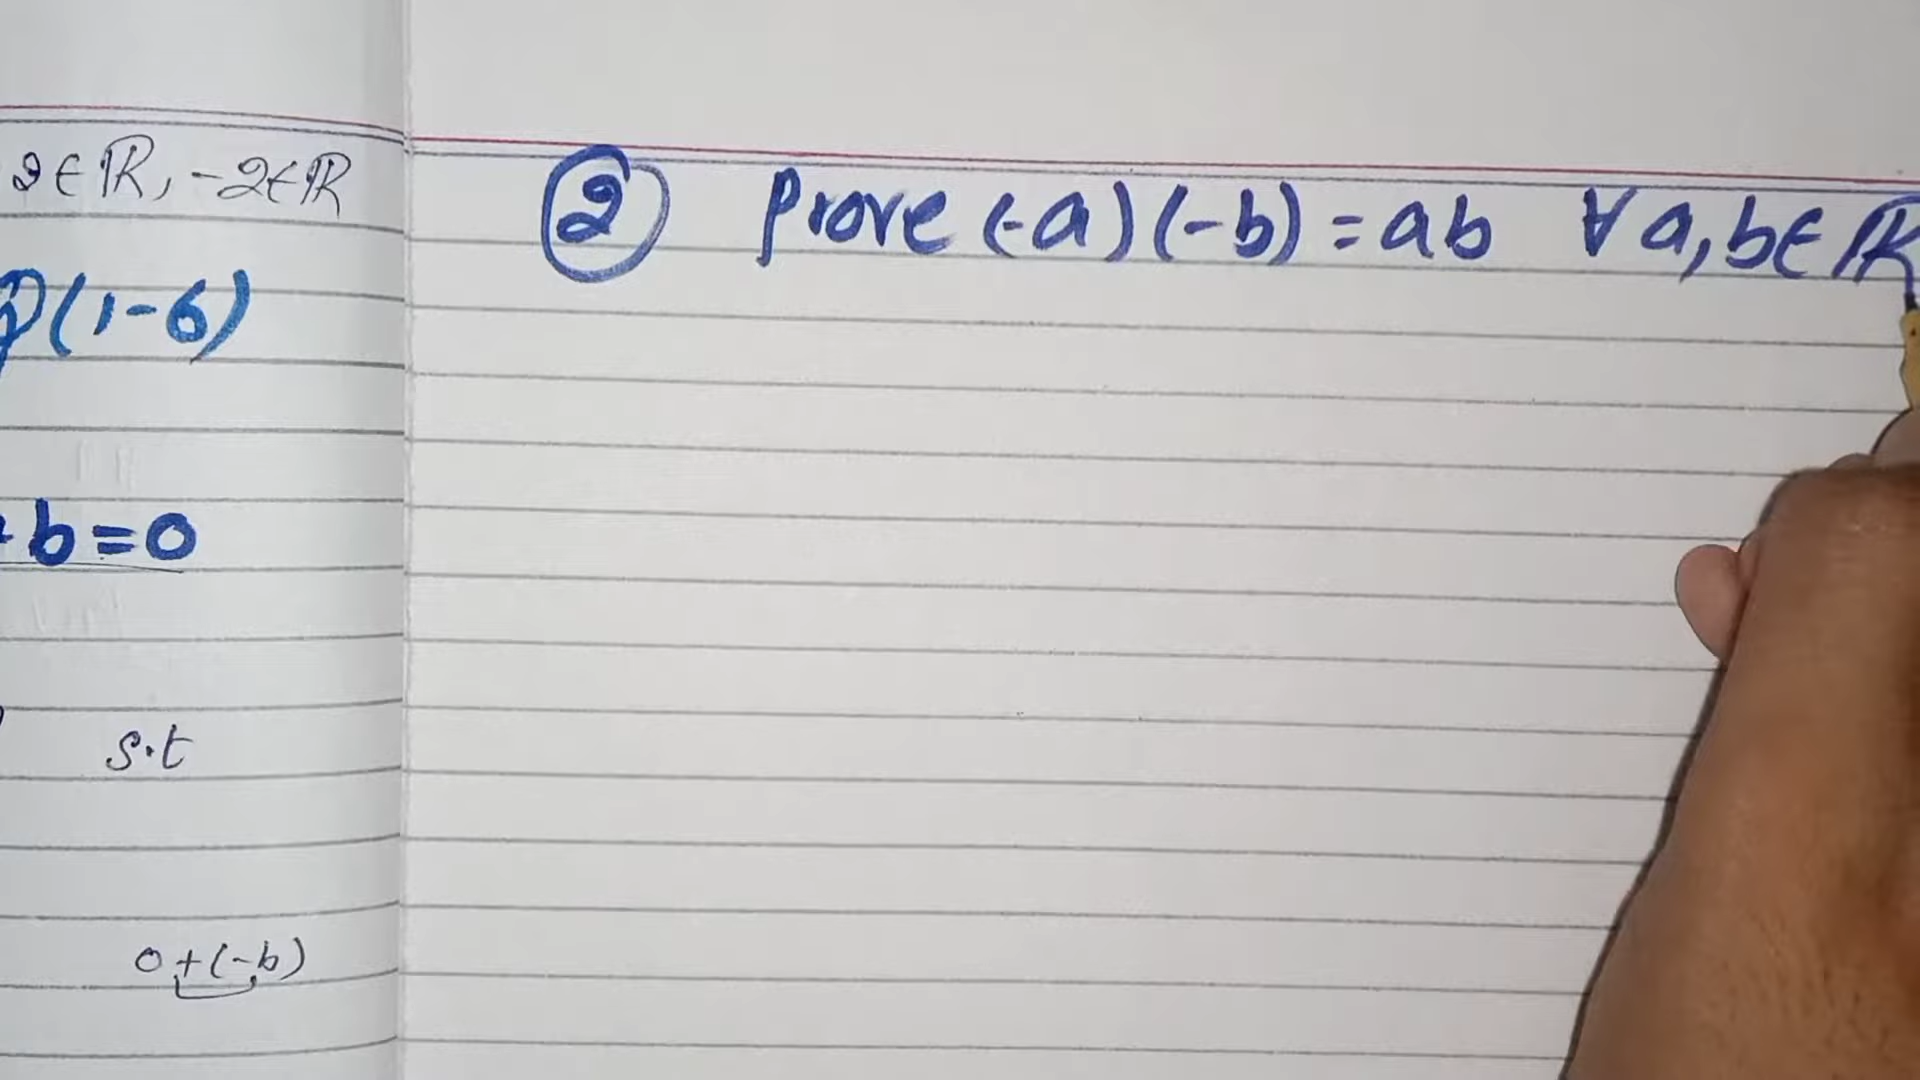 2 ∈ ℝ, -2 ∈ ℝ
(1-6)
b = 0
s.t
0 + (-b)
② Prove (-a)(-b) = ab ∀ a, b ∈ ℝ